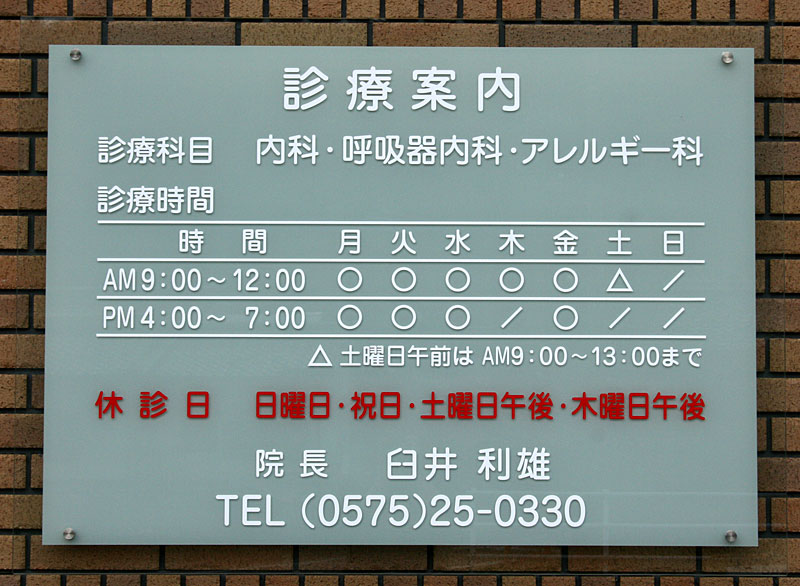 診療案内
診療科目 内科・呼吸器内科・アレルギー科
診療時間
時間 月 火 水 木 金 土 日
AM9:00～12:00 〇 〇 〇 〇 〇 △ ／
PM4:00～ 7:00 〇 〇 〇 ／ 〇 ／ ／
△ 土曜日午前は AM9:00～13:00まで
休診日 日曜日・祝日・土曜日午後・木曜日午後
院長 臼井 利雄
TEL (0575)25-0330